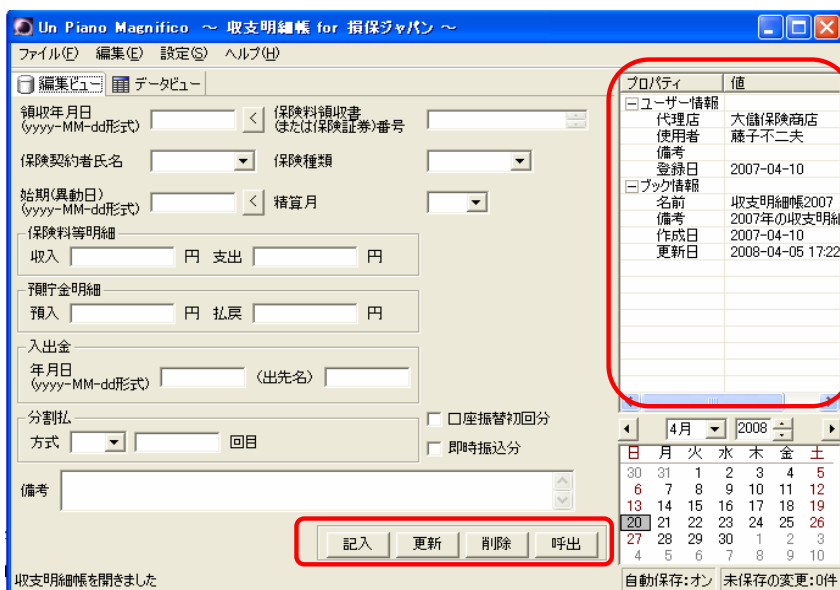 Un Piano Magnifico ～ 収支明細帳 for 損保ジャパン ～
ファイル(F) 編集(E) 設定(S) ヘルプ(H)
編集ビュー データビュー
領収年月日
(yyyy-MM-dd形式)
<
保険料領収書
(または保険証券)番号
保険契約者氏名
保険種類
始期(異動日)
(yyyy-MM-dd形式)
<
精算月
保険料等明細
収入 円 支出 円
預貯金明細
預入 円 払戻 円
入出金
年月日
(yyyy-MM-dd形式)
(出先名)
分割払
方式 回目
口座振替初回分
即時振込分
備考
記入 更新 削除 呼出
収支明細帳を開きました
プロパティ 値
ユーザー情報
代理店 大儲保険商店
使用者 藤子不二夫
備考
登録日 2007-04-10
ブック情報
名前 収支明細帳2007
備考 2007年の収支明細
作成日 2007-04-10
更新日 2008-04-05 17:22
4月 2008
日 月 火 水 木 金 土
30 31 1 2 3 4 5
6 7 8 9 10 11 12
13 14 15 16 17 18 19
20 21 22 23 24 25 26
27 28 29 30 1 2 3
4 5 6 7 8 9 10
自動保存:オン 未保存の変更:0件